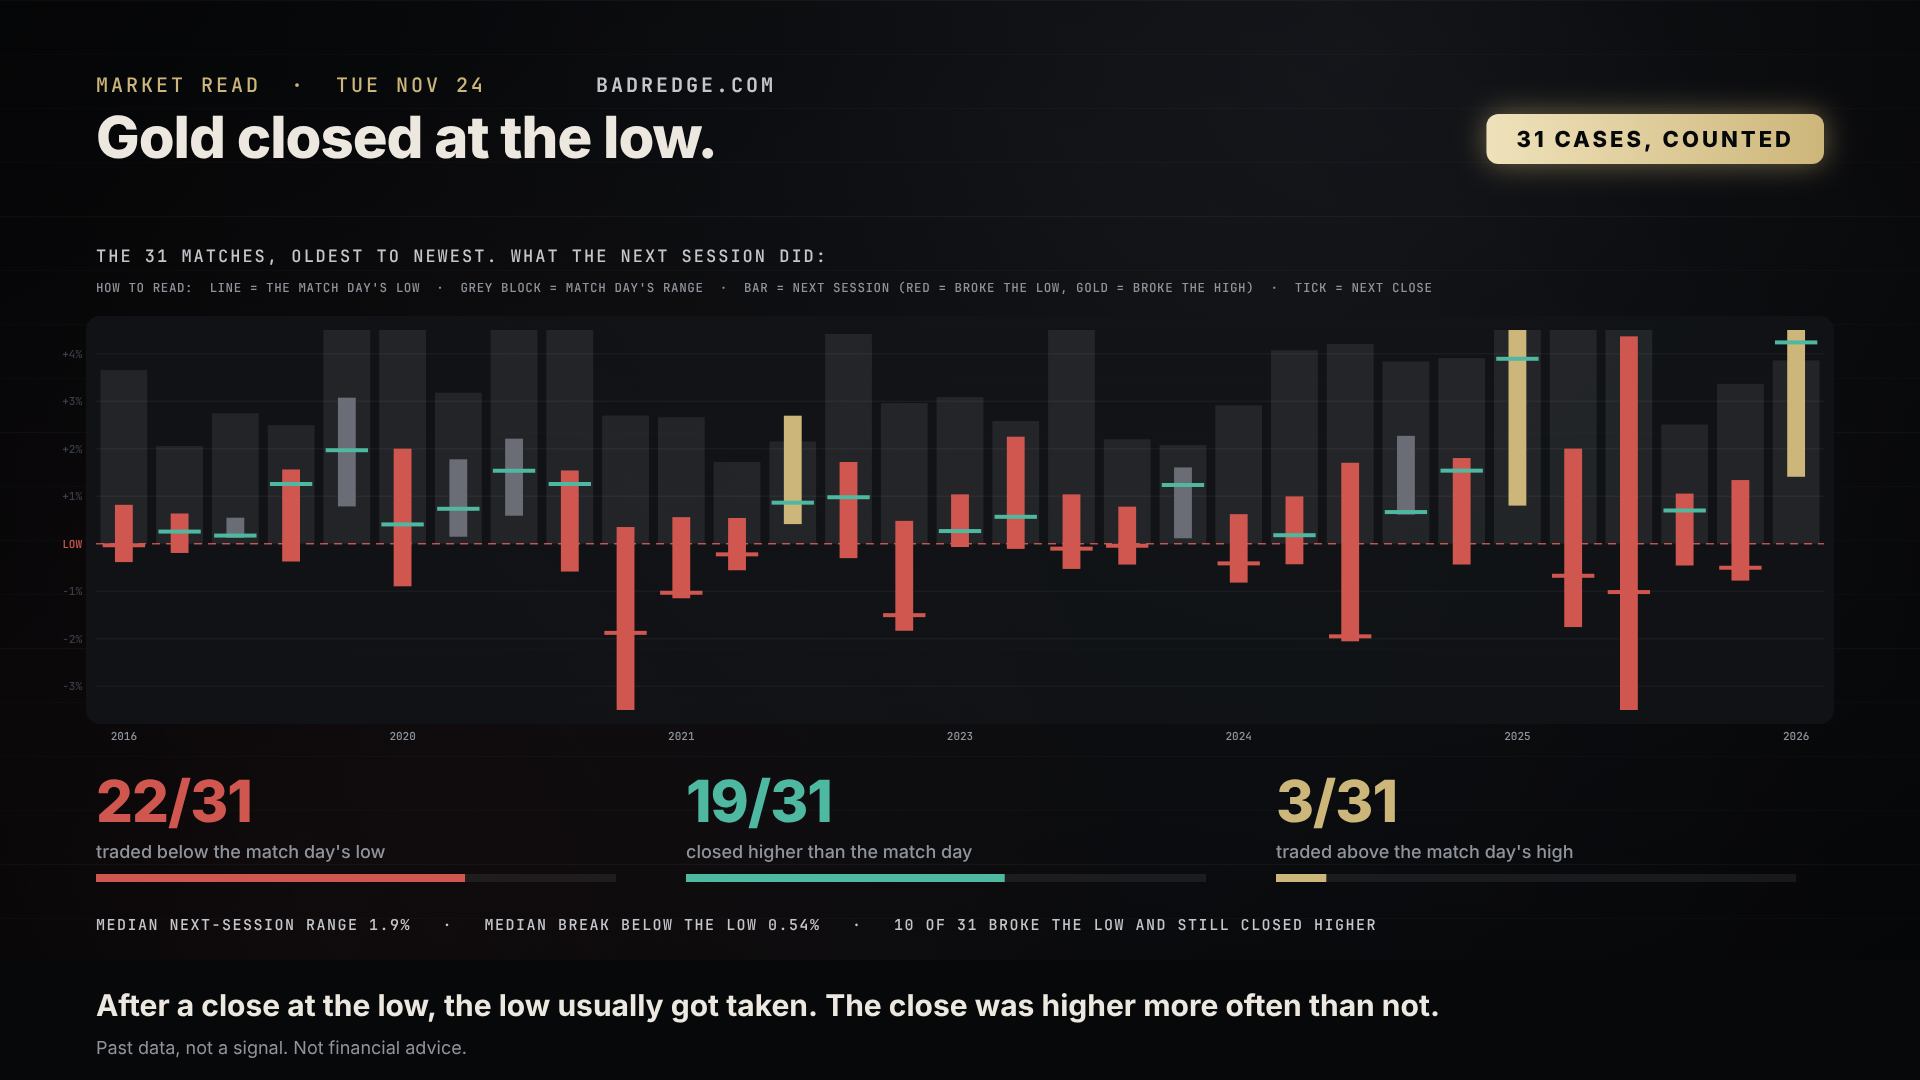 MARKET READ · TUE NOV 24 BADREDGE.COM
Gold closed at the low.
31 CASES, COUNTED
THE 31 MATCHES, OLDEST TO NEWEST. WHAT THE NEXT SESSION DID:
HOW TO READ: LINE = THE MATCH DAY'S LOW · GREY BLOCK = MATCH DAY'S RANGE · BAR = NEXT SESSION (RED = BROKE THE LOW, GOLD = BROKE THE HIGH) · TICK = NEXT CLOSE
+4%
+3%
+2%
+1%
LOW
-1%
-2%
-3%
2016 2020 2021 2023 2024 2025 2026
22/31
traded below the match day's low
19/31
closed higher than the match day
3/31
traded above the match day's high
MEDIAN NEXT-SESSION RANGE 1.9% · MEDIAN BREAK BELOW THE LOW 0.54% · 10 OF 31 BROKE THE LOW AND STILL CLOSED HIGHER
After a close at the low, the low usually got taken. The close was higher more often than not.
Past data, not a signal. Not financial advice.